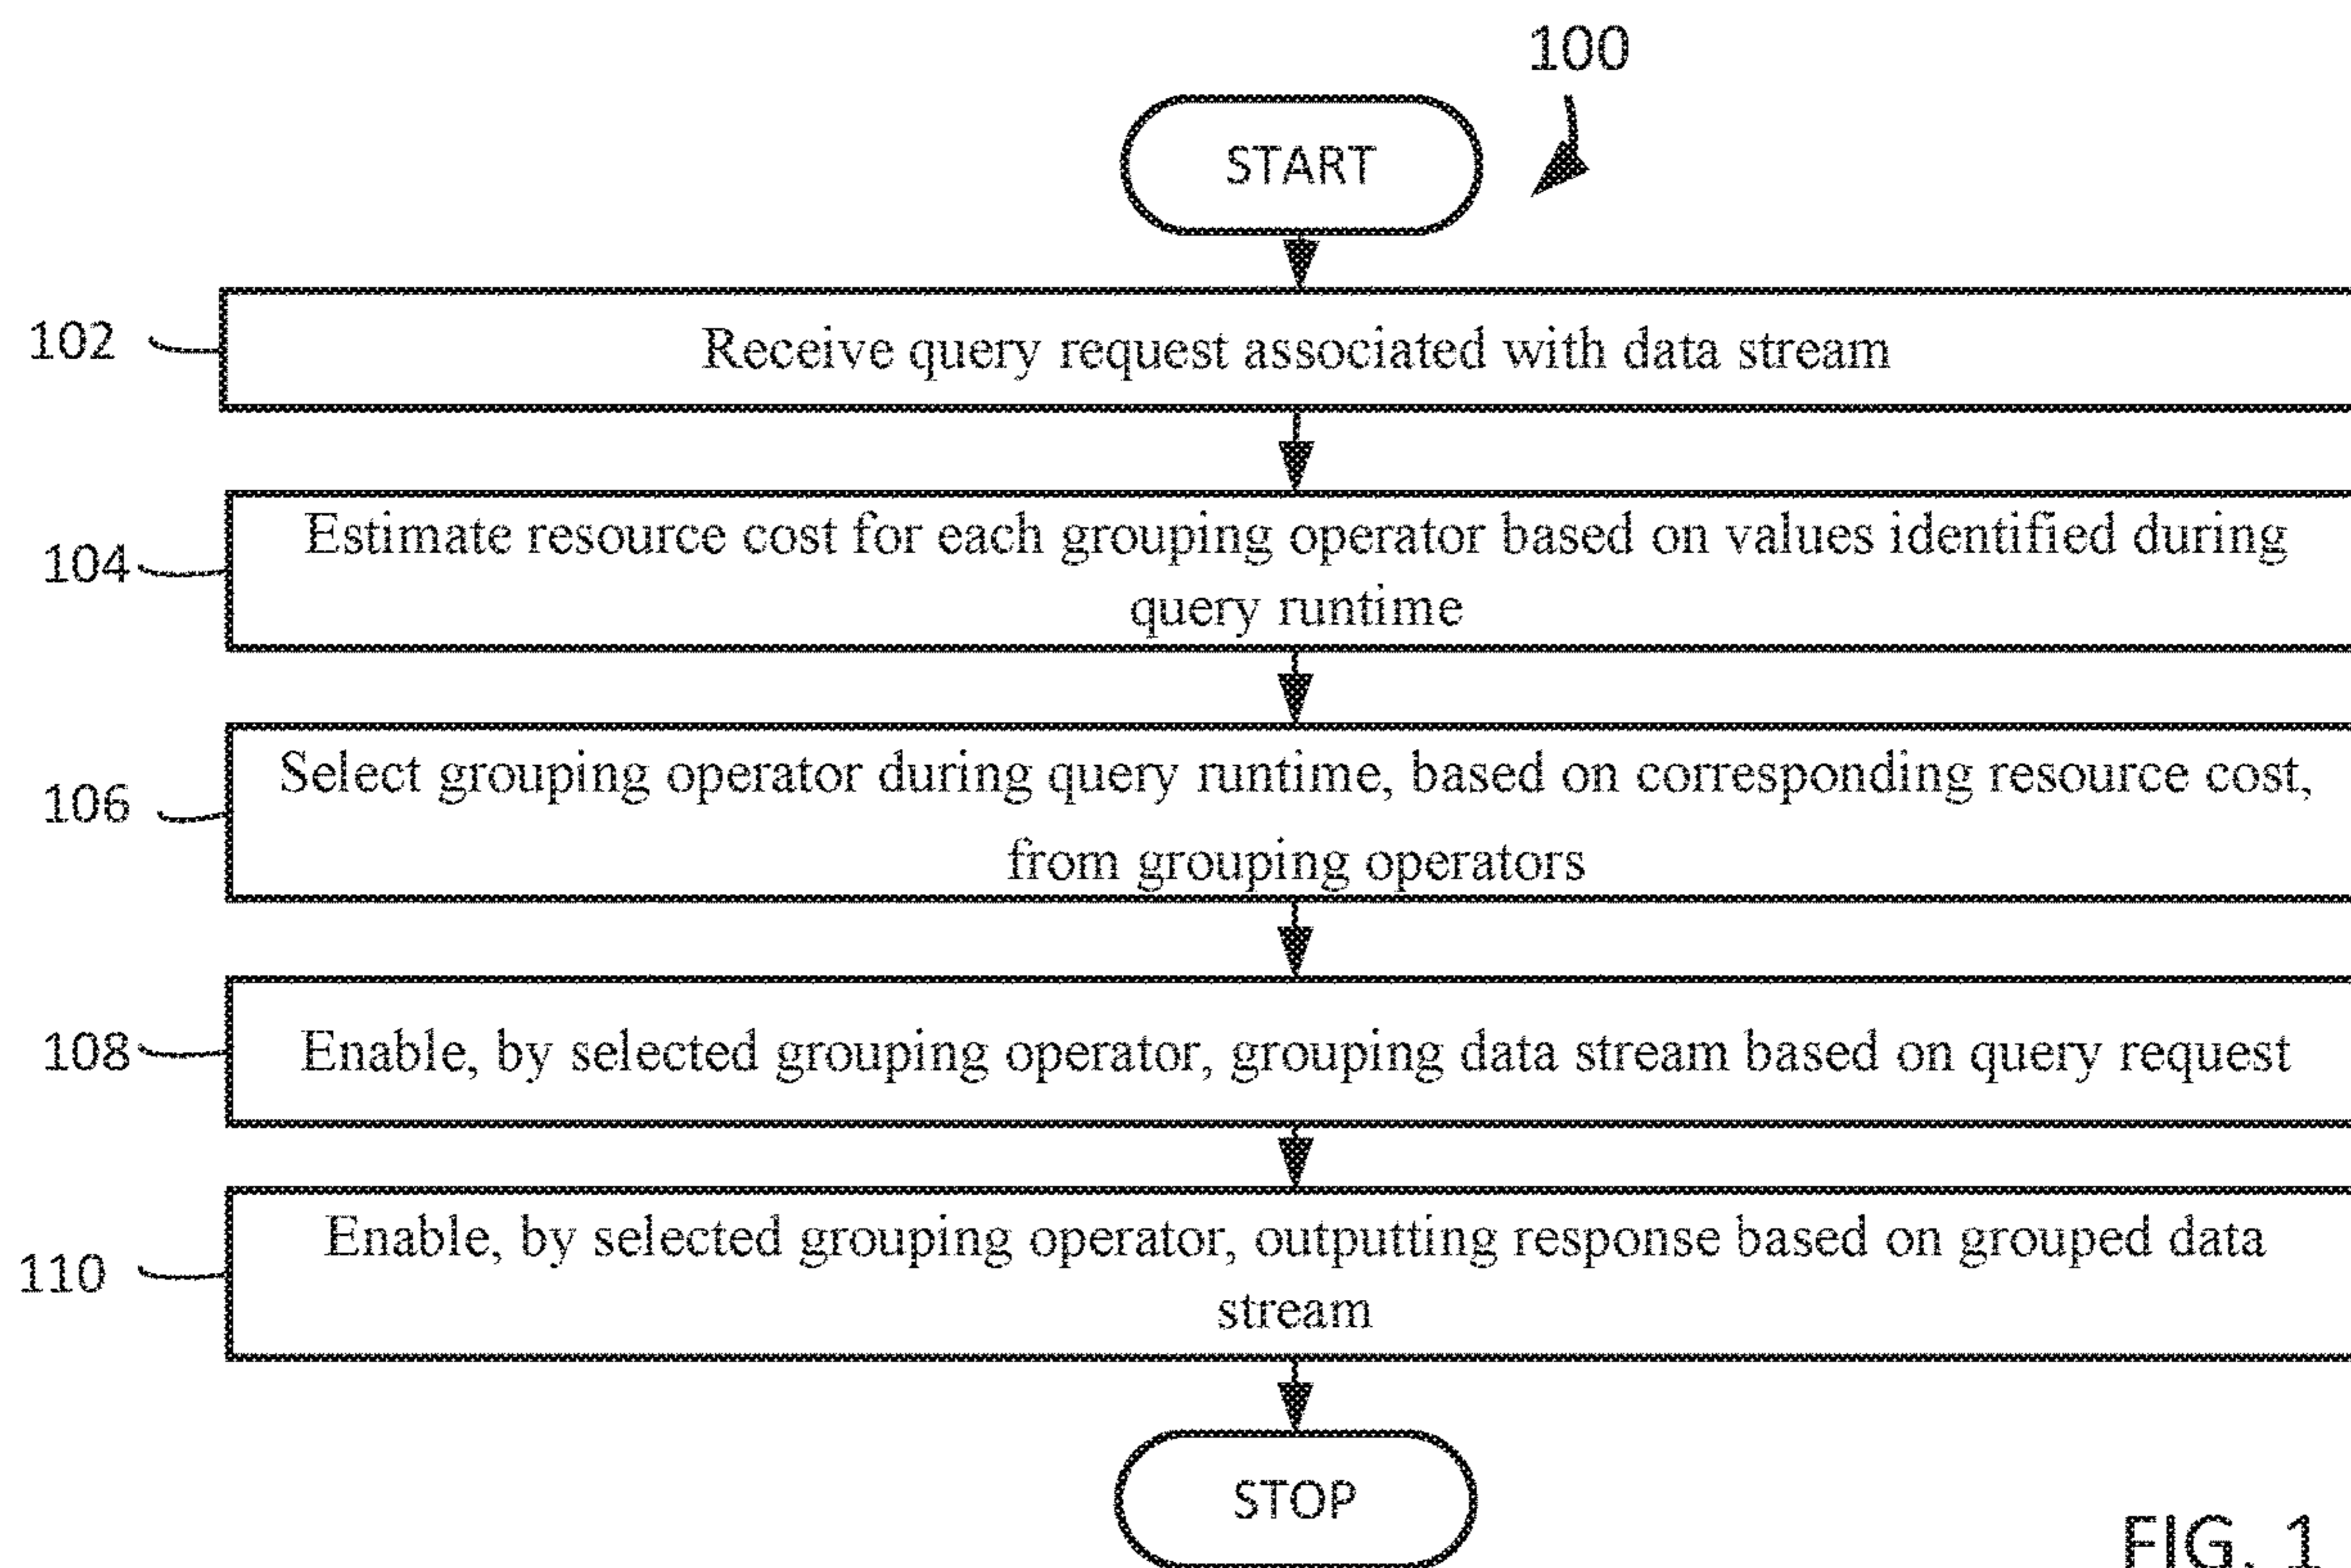 100
START
102
Receive query request associated with data stream
104
Estimate resource cost for each grouping operator based on values identified during
query runtime
106
Select grouping operator during query runtime, based on corresponding resource cost,
from grouping operators
108
Enable, by selected grouping operator, grouping data stream based on query request
110
Enable, by selected grouping operator, outputting response based on grouped data
stream
STOP
FIG. 1